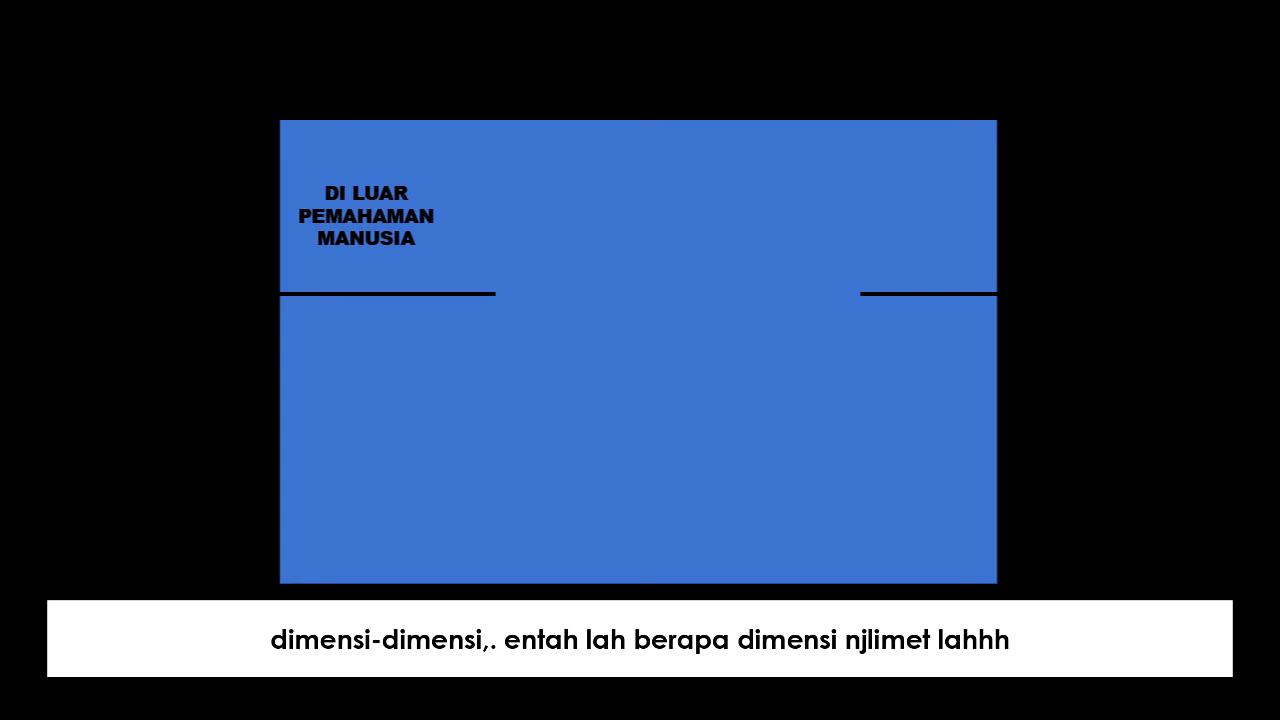 DI LUAR
PEMAHAMAN
MANUSIA
dimensi-dimensi,. entah lah berapa dimensi njlimet lahhh